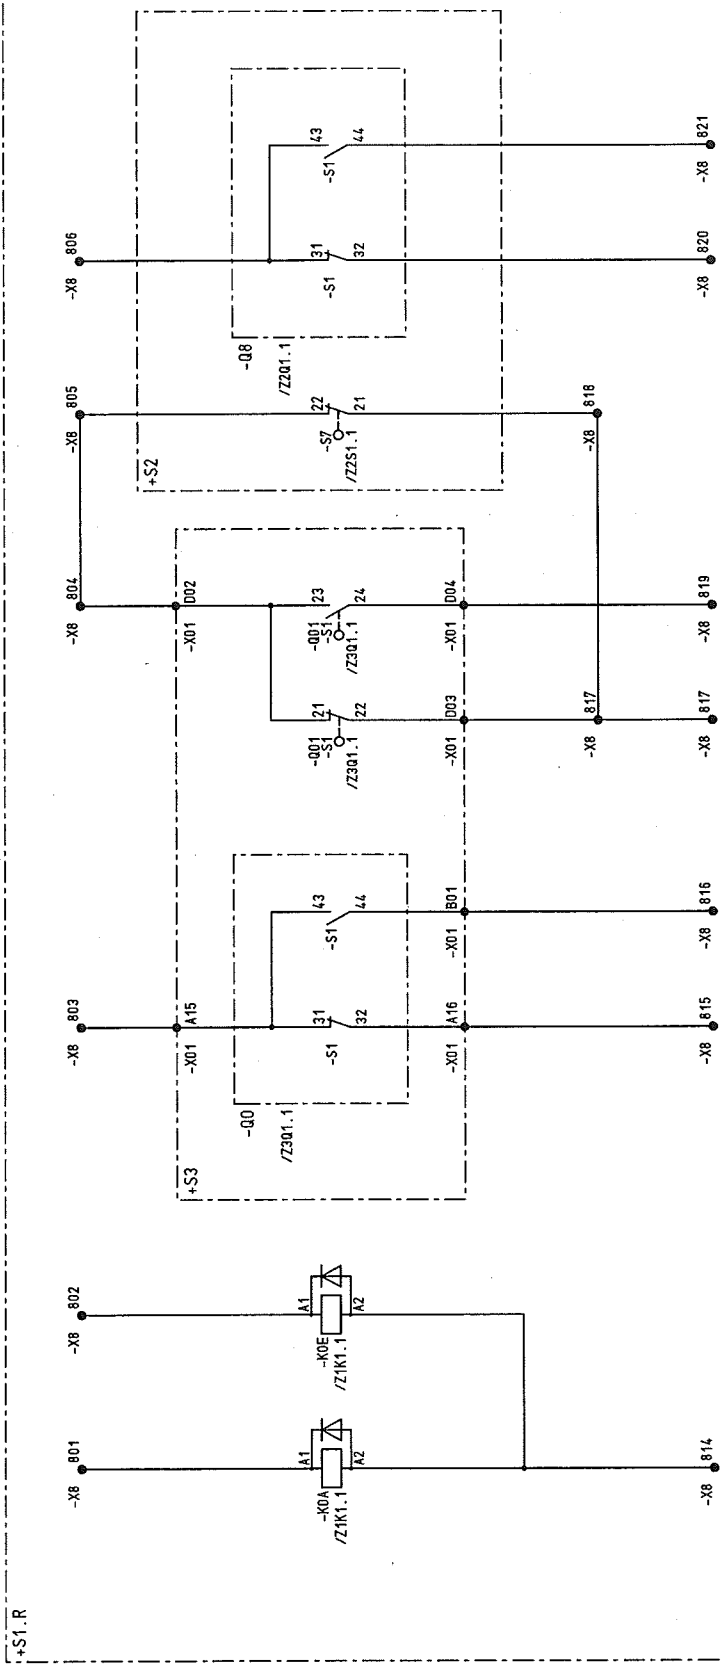 +S1.R
-X8 801
-X8 802
-X8 803
-X8 804
-X8 805
-X8 806
+S3
-X01 A15
-X01 D02
+S2
A1
-K0A
/Z1K1.1
A2
A1
-K0E
/Z1K1.1
A2
-Q0
/Z3Q1.1
31
-S1
32
43
-S1
44
21
-Q01
-S1
/Z3Q1.1
22
23
-Q01
-S1
/Z3Q1.1
24
22
-S7
/Z2S1.1
21
-Q8
/Z2Q1.1
31
-S1
32
43
-S1
44
-X01 A16
-X01 B01
-X01 D03
-X01 D04
-X8 817
-X8 818
-X8 814
-X8 815
-X8 816
-X8 817
-X8 819
-X8 820
-X8 821